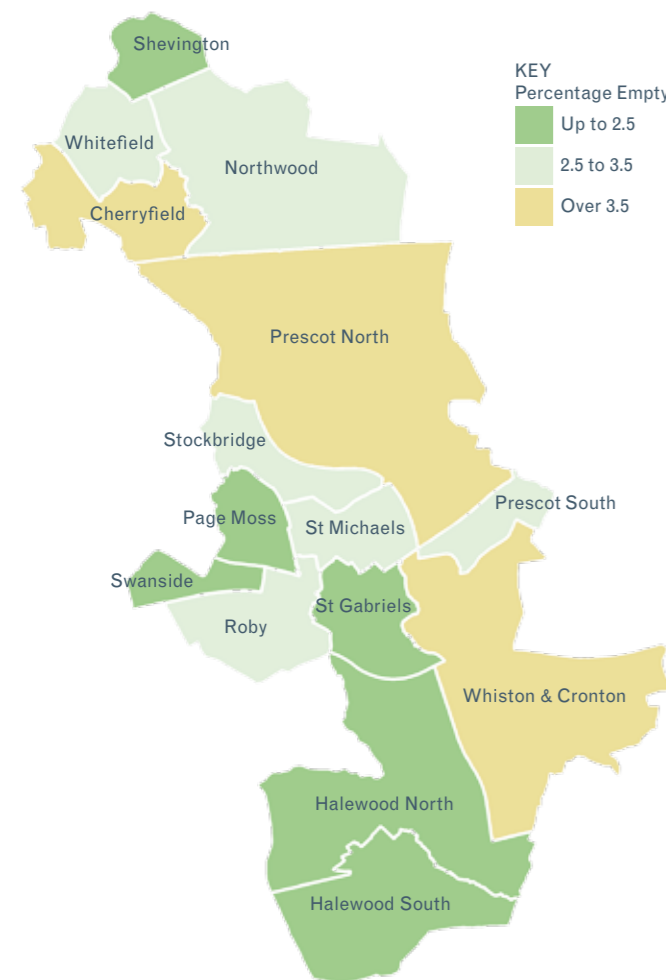 Shevington
KEY
Percentage Empty
Up to 2.5
2.5 to 3.5
Over 3.5
Whitefield
Northwood
Cherryfield
Prescot North
Stockbridge
Prescot South
Page Moss
St Michaels
Swanside
St Gabriels
Roby
Whiston & Cronton
Halewood North
Halewood South